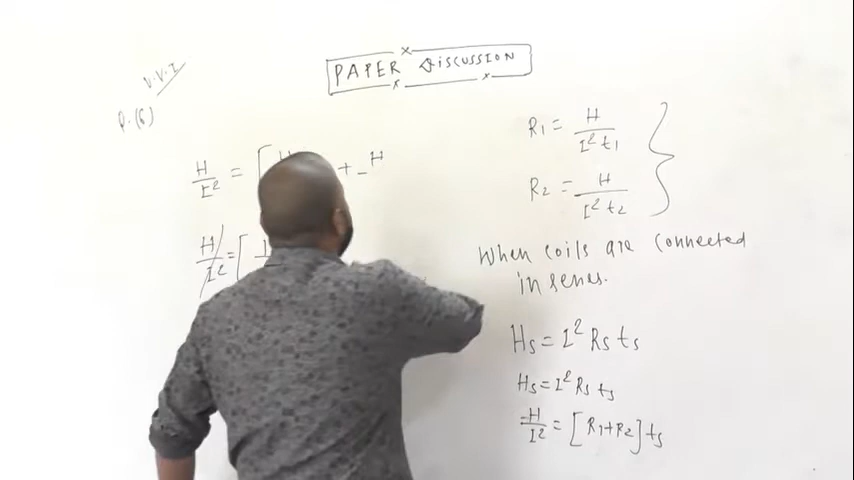 PAPER DISCUSSION
V.V.I
Q.(6)
R1 = H / I² t1
R2 = H / I² t2
When coils are connected
in series.
Hs = I² Rs ts
Hs = I² Rs ts
H / I² = [R1+R2] ts
H / I² = [ + H
H / I² = [